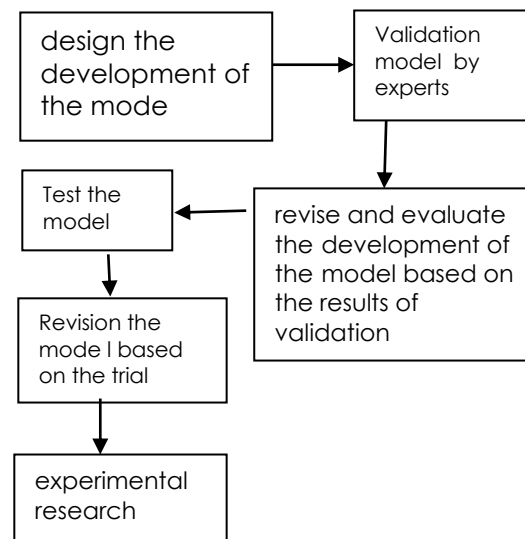 design the
development of
the mode
Validation
model by
experts
revise and evaluate
the development of
the model based on
the results of
validation
Test the
model
Revision the
mode l based
on the trial
experimental
research